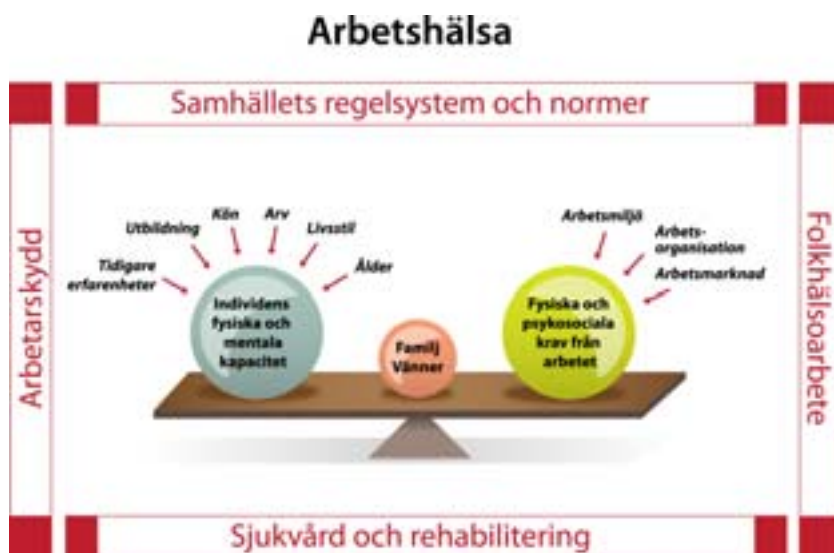 Arbetshälsa
Samhällets regelsystem och normer
Arbetarskydd
Folkhälsoarbete
Utbildning
Kön
Arv
Livsstil
Ålder
Tidigare
erfarenheter
Arbetsmiljö
Arbets-
organisation
Arbetsmarknad
Individens
fysiska och
mentala
kapacitet
Familj
Vänner
Fysiska och
psykosociala
krav från
arbetet
Sjukvård och rehabilitering